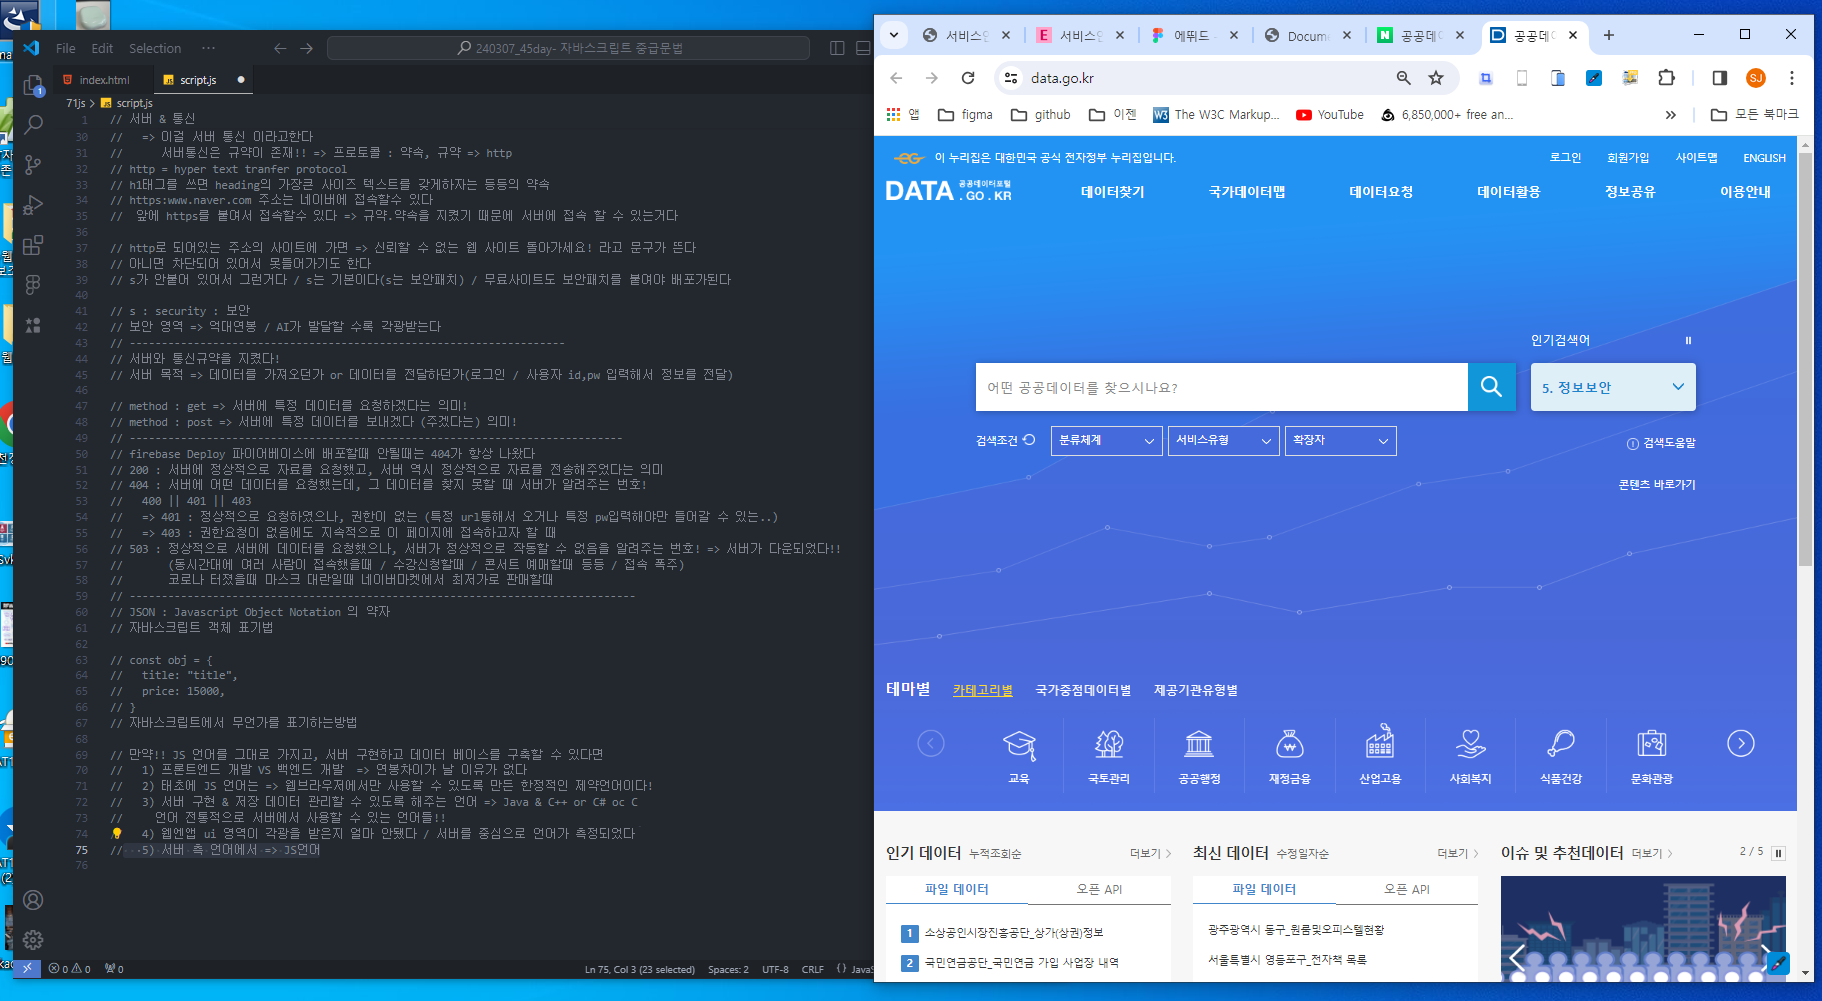 File Edit Selection ···
240307_45day- 자바스크립트 중급문법
index.html
script.js
71js > script.js
1 // 서버 & 통신
30 //   => 이걸 서버 통신 이라고한다
31 //      서버통신은 규약이 존재!! => 프로토콜 : 약속, 규약 => http
32 // http = hyper text tranfer protocol
33 // h1태그를 쓰면 heading의 가장큰 사이즈 텍스트를 갖게하자는 등등의 약속
34 // https:www.naver.com 주소는 네이버에 접속할수 있다
35 //  앞에 https를 붙여서 접속할수 있다 => 규약.약속을 지켰기 때문에 서버에 접속 할 수 있는거다
36
37 // http로 되어있는 주소의 사이트에 가면 => 신뢰할 수 없는 웹 사이트 돌아가세요! 라고 문구가 뜬다
38 // 아니면 차단되어 있어서 못들어가기도 한다
39 // s가 안붙어 있어서 그런거다 / s는 기본이다(s는 보안패치) / 무료사이트도 보안패치를 붙여야 배포가된다
40
41 // s : security : 보안
42 // 보안 영역 => 억대연봉 / AI가 발달할 수록 각광받는다
43 // --------------------------------------------------------------------
44 // 서버와 통신규약을 지켰다!
45 // 서버 목적 => 데이터를 가져오던가 or 데이터를 전달하던가(로그인 / 사용자 id,pw 입력해서 정보를 전달)
46
47 // method : get => 서버에 특정 데이터를 요청하겠다는 의미!
48 // method : post => 서버에 특정 데이터를 보내겠다 (주겠다는) 의미!
49 // -----------------------------------------------------------------------------
50 // firebase Deploy 파이어베이스에 배포할때 안될때는 404가 항상 나왔다
51 // 200 : 서버에 정상적으로 자료를 요청했고, 서버 역시 정상적으로 자료를 전송해주었다는 의미
52 // 404 : 서버에 어떤 데이터를 요청했는데, 그 데이터를 찾지 못할 때 서버가 알려주는 번호!
53 //   400 || 401 || 403
54 //   => 401 : 정상적으로 요청하였으나, 권한이 없는 (특정 url통해서 오거나 특정 pw입력해야만 들어갈 수 있는..)
55 //   => 403 : 권한요청이 없음에도 지속적으로 이 페이지에 접속하고자 할 때
56 // 503 : 정상적으로 서버에 데이터를 요청했으나, 서버가 정상적으로 작동할 수 없음을 알려주는 번호! => 서버가 다운되었다!!
57 //       (동시간대에 여러 사람이 접속했을때 / 수강신청할때 / 콘서트 예매할때 등등 / 접속 폭주)
58 //       코로나 터졌을때 마스크 대란일때 네이버마켓에서 최저가로 판매할때
59 // -------------------------------------------------------------------------------
60 // JSON : Javascript Object Notation 의 약자
61 // 자바스크립트 객체 표기법
62
63 // const obj = {
64 //   title: "title",
65 //   price: 15000,
66 // }
67 // 자바스크립트에서 무언가를 표기하는방법
68
69 // 만약!! JS 언어를 그대로 가지고, 서버 구현하고 데이터 베이스를 구축할 수 있다면
70 //   1) 프론트엔드 개발 VS 백엔드 개발  => 연봉차이가 날 이유가 없다
71 //   2) 태초에 JS 언어는 => 웹브라우저에서만 사용할 수 있도록 만든 한정적인 제약언어이다!
72 //   3) 서버 구현 & 저장 데이터 관리할 수 있도록 해주는 언어 => Java & C++ or C# oc C
73 //     언어 전통적으로 서버에서 사용할 수 있는 언어들!!
74 //   4) 웹엔앱 ui 영역이 각광을 받은지 얼마 안됐다 / 서버를 중심으로 언어가 측정되었다
75 //   5) 서버 측 언어에서 => JS언어
76
0 0 0
Ln 75, Col 3 (23 selected) Spaces: 2 UTF-8 CRLF
서비스 서비스 에뛰드 Docum 공공데 공공데
data.go.kr
SJ
앱 figma github 이젠 The W3C Markup... YouTube 6,850,000+ free an... 모든 북마크
이 누리집은 대한민국 공식 전자정부 누리집입니다.
로그인 회원가입 사이트맵 ENGLISH
DATA 공공데이터포털 .GO.KR
데이터찾기 국가데이터맵 데이터요청 데이터활용 정보공유 이용안내
인기검색어
어떤 공공데이터를 찾으시나요?
5. 정보보안
검색조건 분류체계 서비스유형 확장자
검색도움말
콘텐츠 바로가기
테마별 카테고리별 국가중점데이터별 제공기관유형별
교육 국토관리 공공행정 재정금융 산업고용 사회복지 식품건강 문화관광
인기 데이터 누적조회순 더보기
최신 데이터 수정일자순 더보기
이슈 및 추천데이터 더보기 2 / 5
파일 데이터 오픈 API
파일 데이터 오픈 API
1 소상공인시장진흥공단_상가(상권)정보
2 국민연금공단_국민연금 가입 사업장 내역
광주광역시 동구_원룸및오피스텔현황
서울특별시 영등포구_전자책 목록